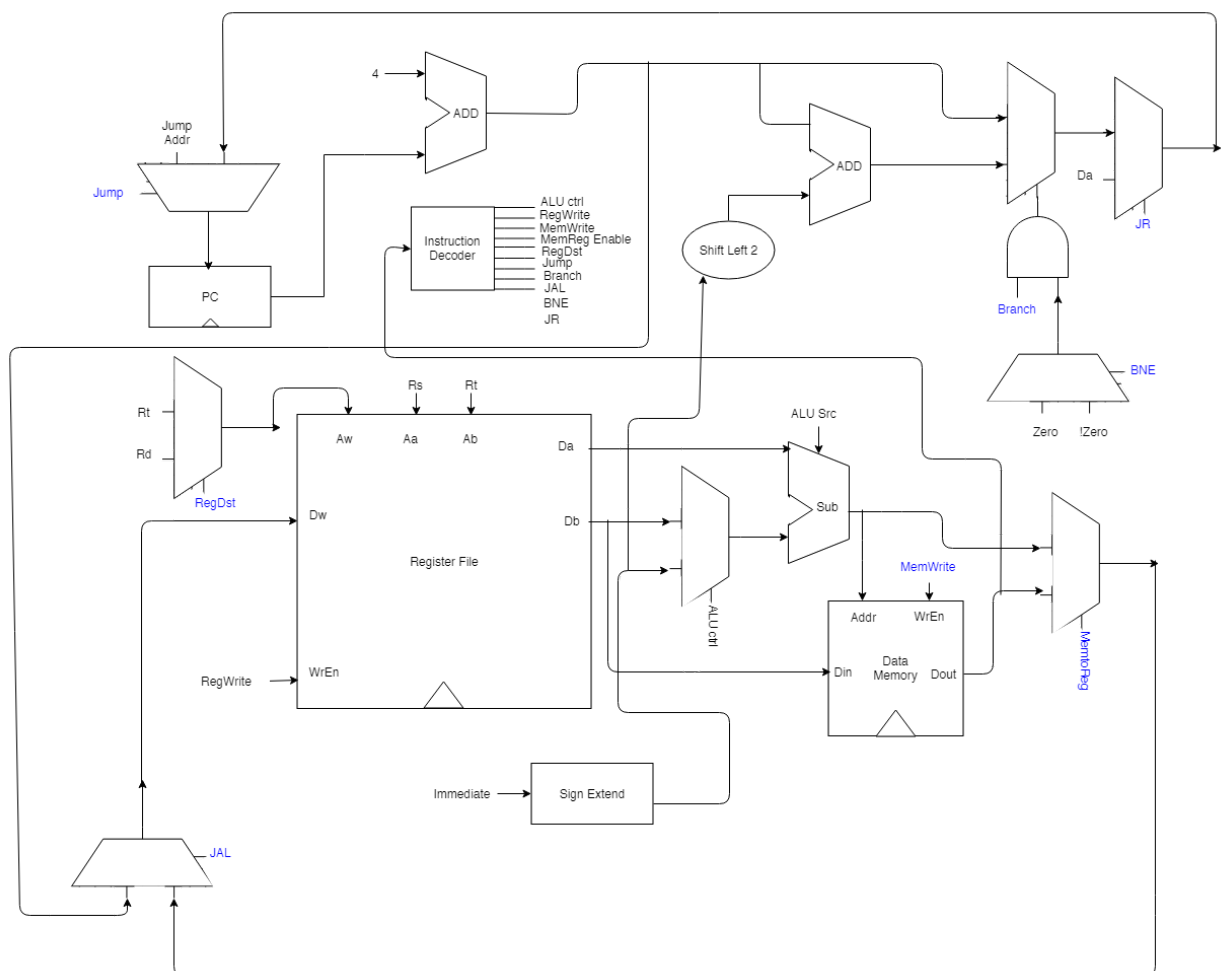 4
ADD
Jump
Addr
Jump
PC
Instruction
Decoder
ALU ctrl
RegWrite
MemWrite
MemReg Enable
RegDst
Jump
Branch
JAL
BNE
JR
ADD
Shift Left 2
Da
JR
Branch
BNE
Zero
!Zero
Rt
Rd
RegDst
Rs
Rt
Aw
Aa
Ab
Da
Dw
Db
Register File
WrEn
RegWrite
ALU Src
Sub
ALU ctrl
MemWrite
Addr
WrEn
Din
Data
Memory
Dout
MemtoReg
Immediate
Sign Extend
JAL